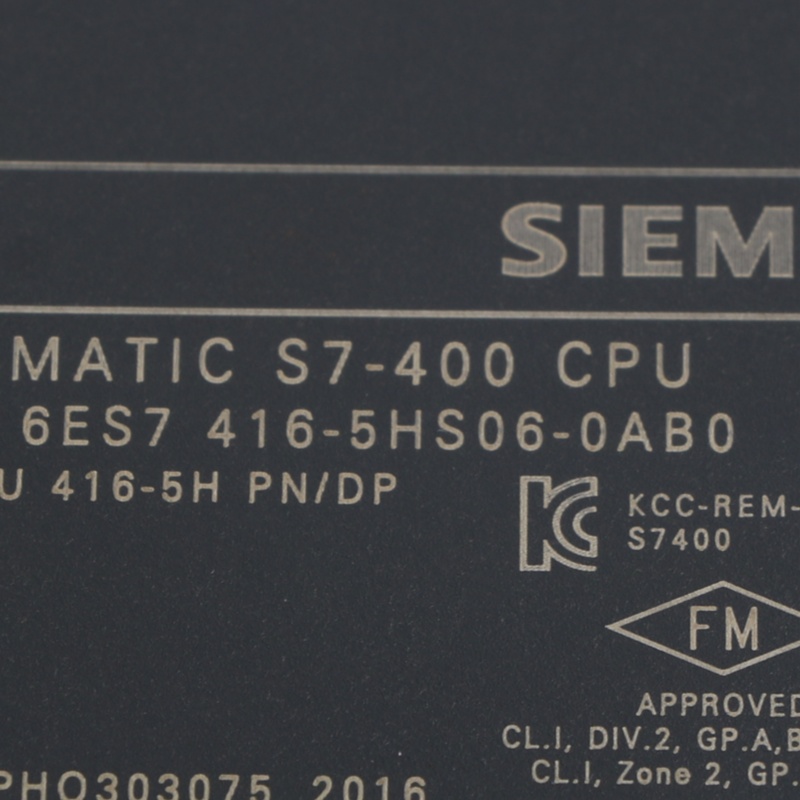 SIEM
MATIC S7-400 CPU
6ES7 416-5HS06-0AB0
U 416-5H PN/DP
KCC-REM-
S7400
FM
APPROVED
CL.I, DIV.2, GP.A,B
CL.I, Zone 2, GP.
PHO303075 2016